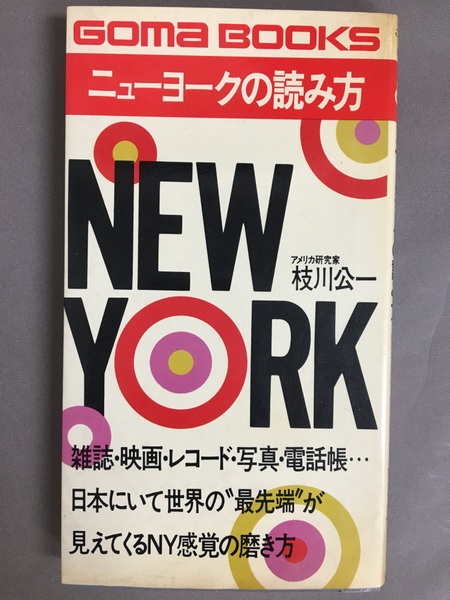 GOMA BOOKS
ニューヨークの読み方
NEW
アメリカ研究家
枝川公一
YORK
雑誌・映画・レコード・写真・電話帳…
日本にいて世界の“最先端”が
見えてくるNY感覚の磨き方